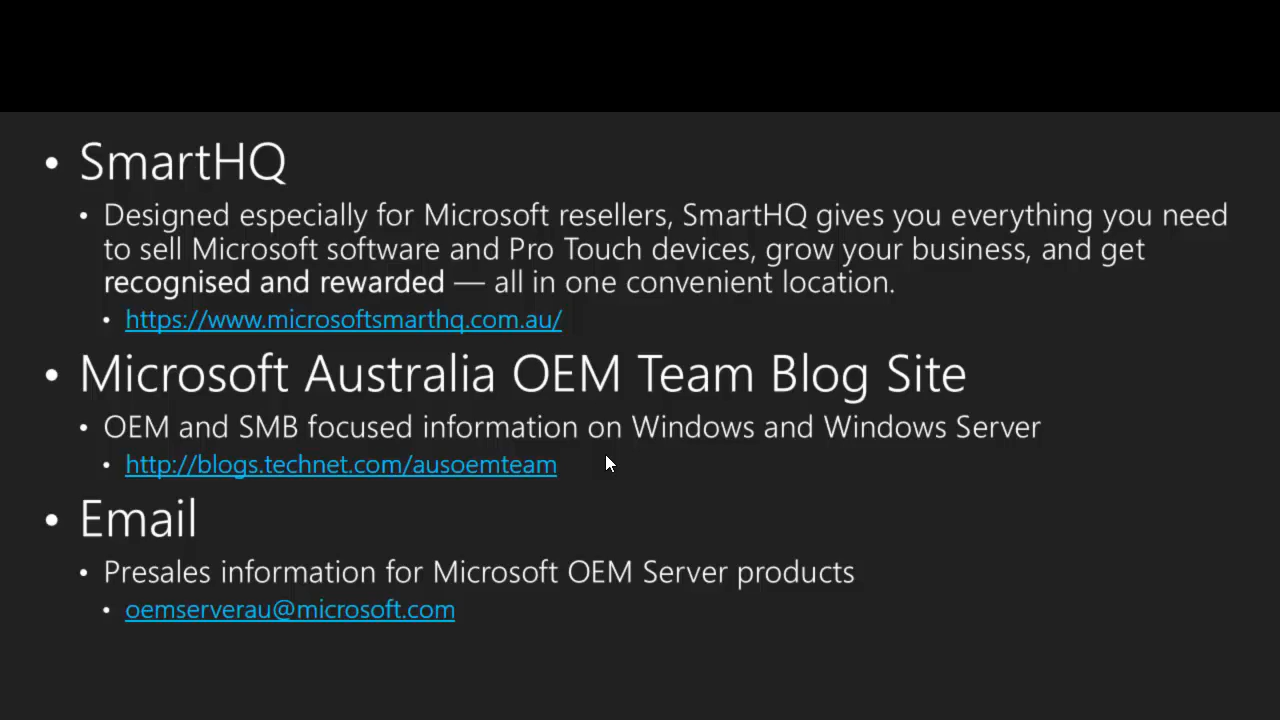 • SmartHQ
• Designed especially for Microsoft resellers, SmartHQ gives you everything you need
to sell Microsoft software and Pro Touch devices, grow your business, and get
recognised and rewarded — all in one convenient location.
• https://www.microsoftsmarthq.com.au/
• Microsoft Australia OEM Team Blog Site
• OEM and SMB focused information on Windows and Windows Server
• http://blogs.technet.com/ausoemteam
• Email
• Presales information for Microsoft OEM Server products
• oemserverau@microsoft.com